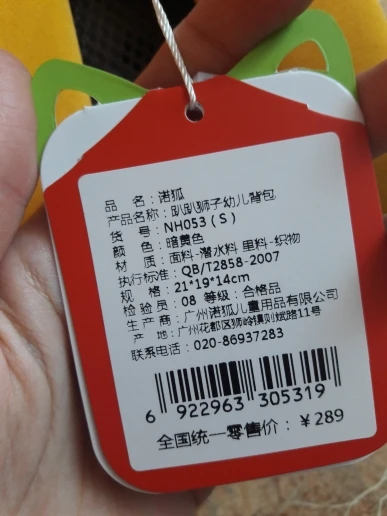 品 名：诺狐
产品名称：趴趴狮子幼儿背包
货 号：NH053（S）
颜 色：暗黄色
材 质：面料-潜水料 里料-织物
执行标准：QB/T2858-2007
规 格：21*19*14cm
检验员：08 等级：合格品
生产商：广州诺狐儿童用品有限公司
产 地：广州花都区狮岭镇则斌路11号
联系电话：020-86937283
6 922963 305319
全国统一零售价：￥289